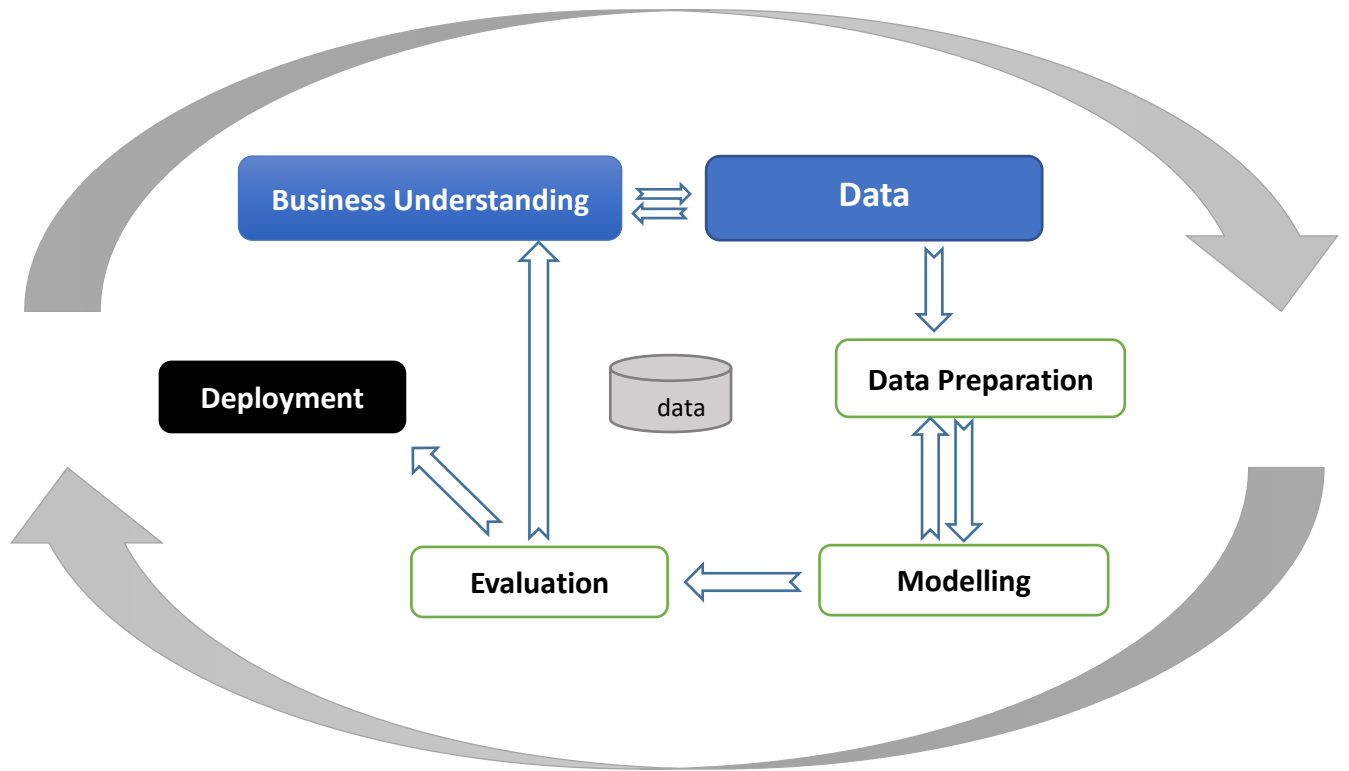 Business Understanding
Data
Data Preparation
data
Deployment
Evaluation
Modelling